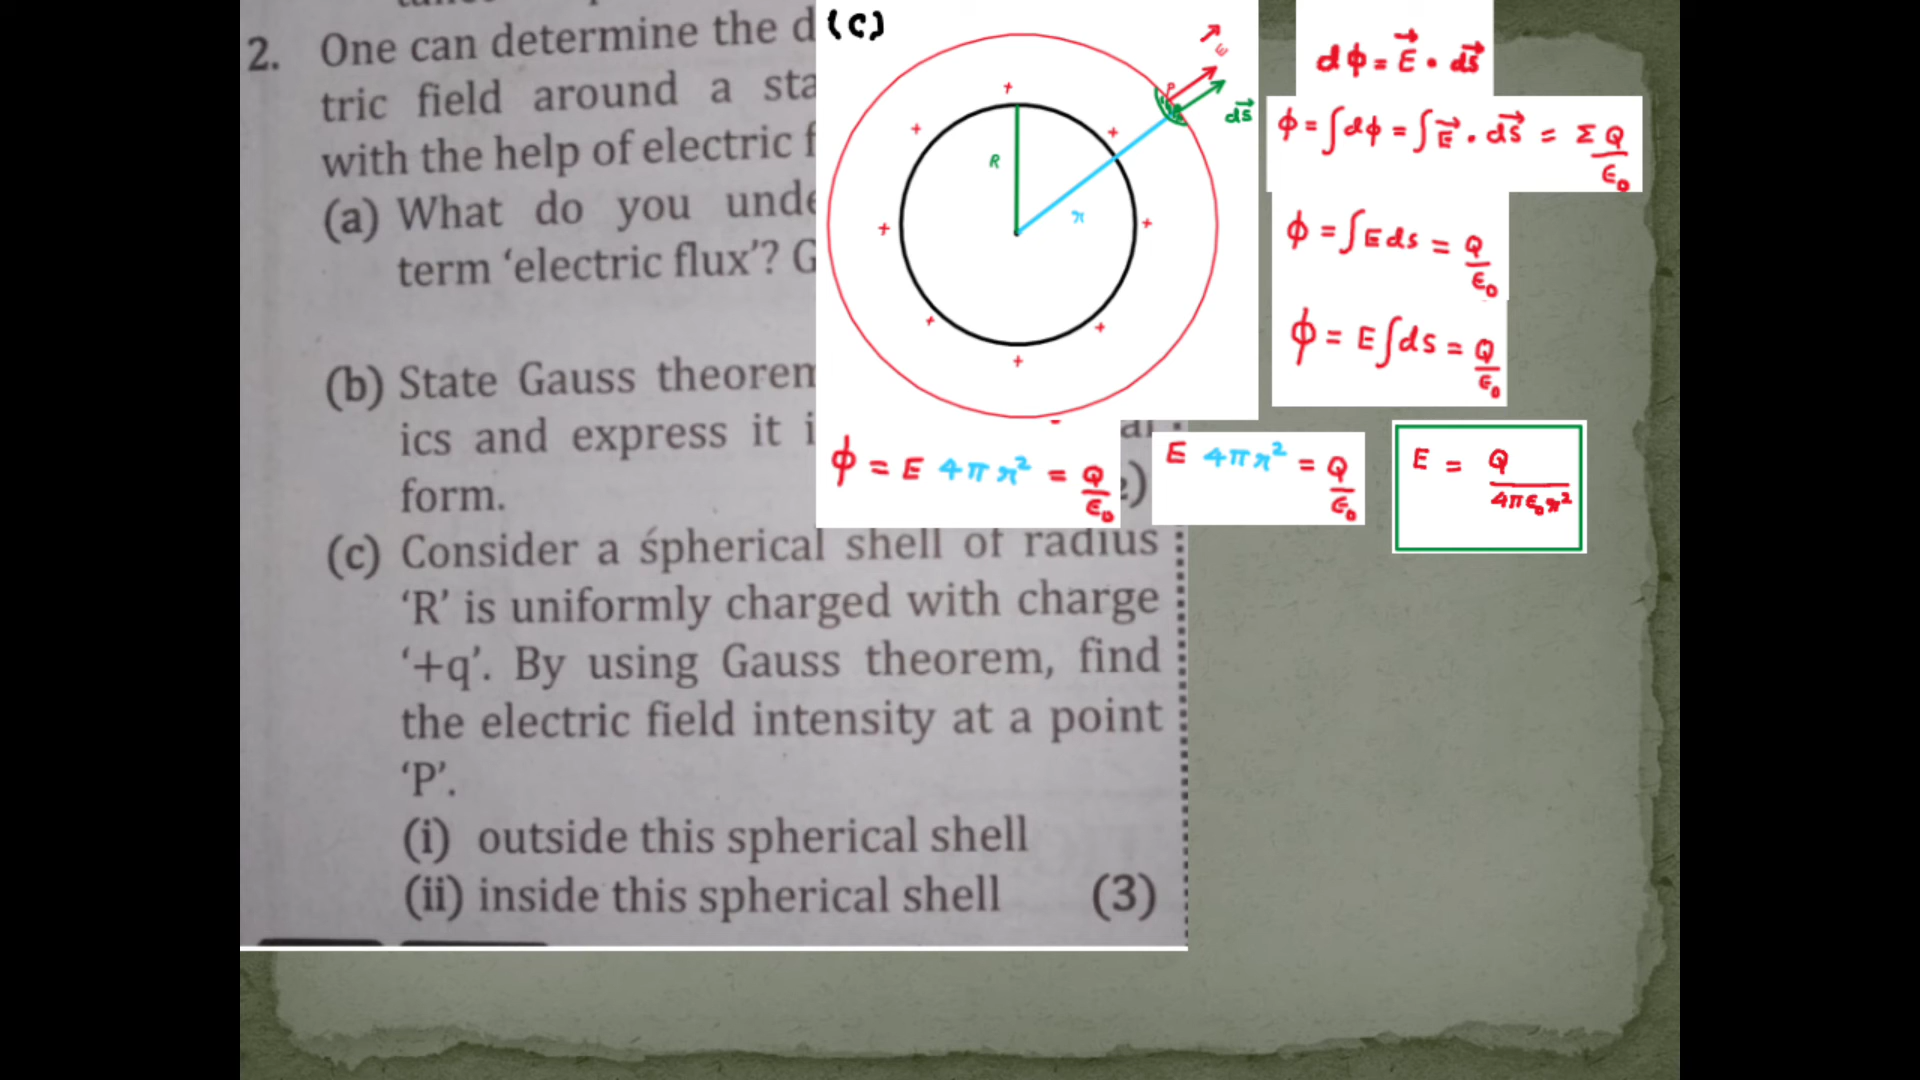 2. One can determine the d
tric field around a sta
with the help of electric f
(a) What do you unde
term ‘electric flux’? G
(b) State Gauss theorem
ics and express it i
form.
(c) Consider a spherical shell of radius
‘R’ is uniformly charged with charge
‘+q’. By using Gauss theorem, find
the electric field intensity at a point
‘P’.
(i) outside this spherical shell
(ii) inside this spherical shell (3)
(c)
+ + + + + + + + +
R
r
P
E
dS
dϕ = E⃗ · dS⃗
ϕ = ∫dϕ = ∫E⃗ · dS⃗ = Σ Q/ε₀
ϕ = ∫E ds = Q/ε₀
ϕ = E∫ds = Q/ε₀
ϕ = E 4πr² = Q/ε₀
E 4πr² = Q/ε₀
E = Q/4πε₀r²